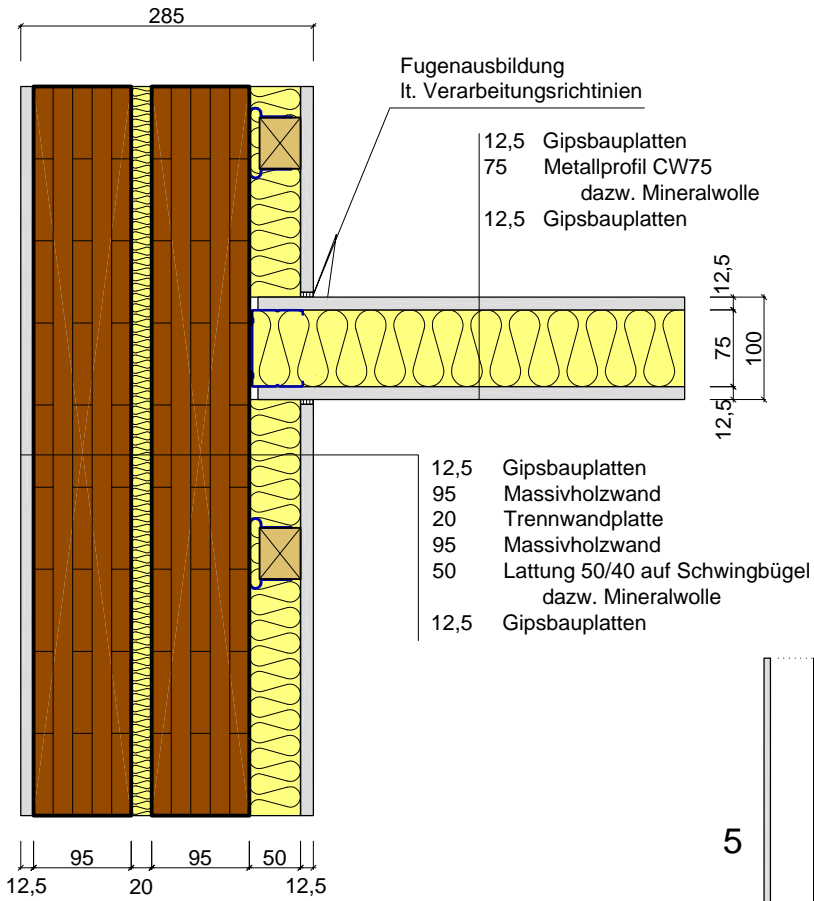 285
Fugenausbildung
lt. Verarbeitungsrichtinien
12,5 Gipsbauplatten
75 Metallprofil CW75
dazw. Mineralwolle
12,5 Gipsbauplatten
12,5
75
100
12,5
12,5 Gipsbauplatten
95 Massivholzwand
20 Trennwandplatte
95 Massivholzwand
50 Lattung 50/40 auf Schwingbügel
dazw. Mineralwolle
12,5 Gipsbauplatten
5
95 95 50
12,5 20 12,5